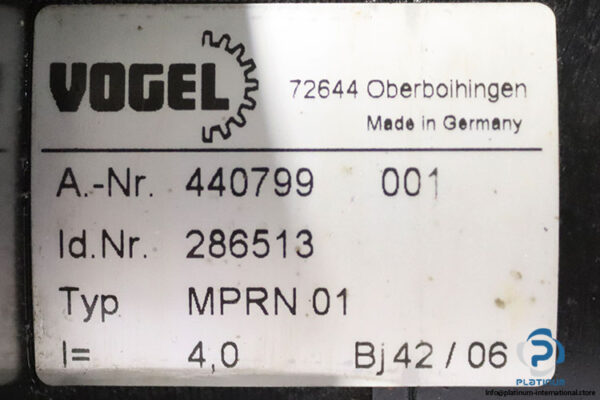 VOGEL
72644 Oberboihingen
Made in Germany
A.-Nr. 440799 001
Id.Nr. 286513
Typ MPRN 01
I= 4,0 Bj 42 / 06
PLATINUM
Info@platinum-international.store